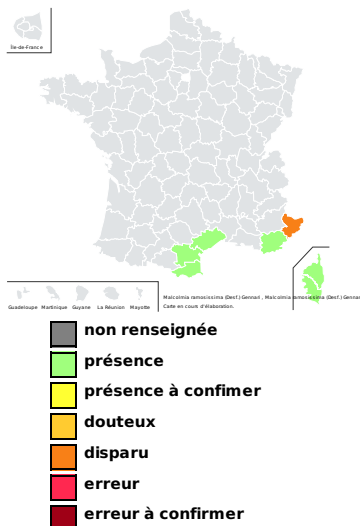 Île-de-France
Guadeloupe Martinique Guyane La Réunion Mayotte
Malcolmia ramosissima (Desf.) Gennari , Malcolmia ramosissima (Desf.) Gennari
Carte en cours d'élaboration.
non renseignée
présence
présence à confimer
douteux
disparu
erreur
erreur à confirmer